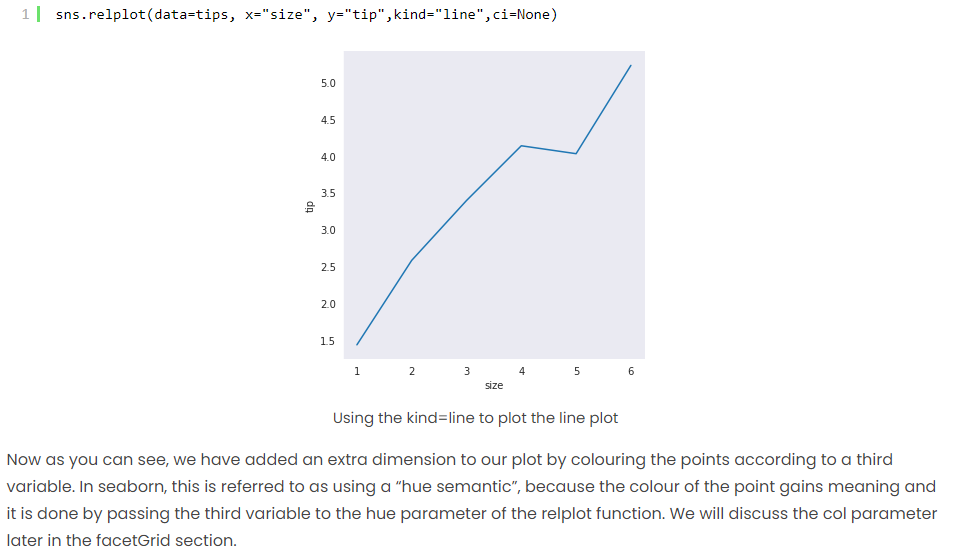 1 sns.relplot(data=tips, x="size", y="tip",kind="line",ci=None)
5.0
4.5
4.0
3.5
tip
3.0
2.5
2.0
1.5
1 2 3 4 5 6
size
Using the kind=line to plot the line plot
Now as you can see, we have added an extra dimension to our plot by colouring the points according to a third
variable. In seaborn, this is referred to as using a “hue semantic”, because the colour of the point gains meaning and
it is done by passing the third variable to the hue parameter of the relplot function. We will discuss the col parameter
later in the facetGrid section.